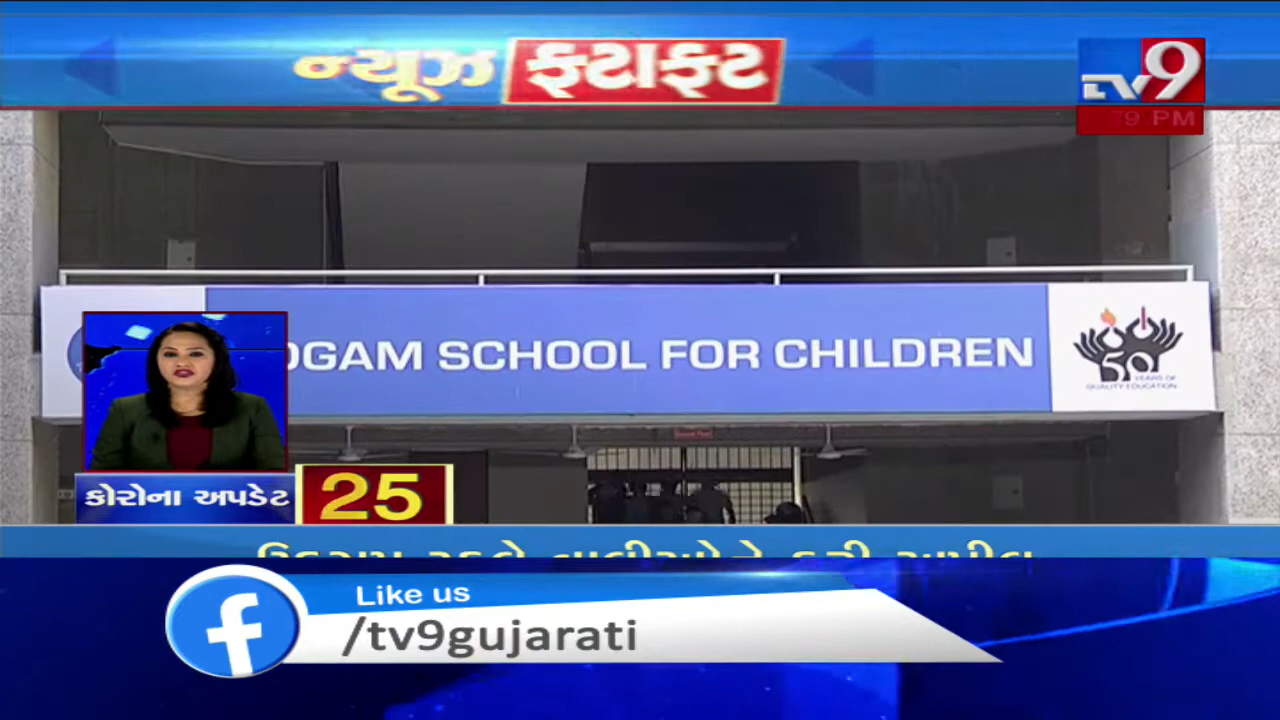 ન્યૂઝ ફટાફટ
TV9
9 PM
OGAM SCHOOL FOR CHILDREN
50
YEARS OF
QUALITY EDUCATION
કોરોના અપડેટ
25
Like us
/tv9gujarati